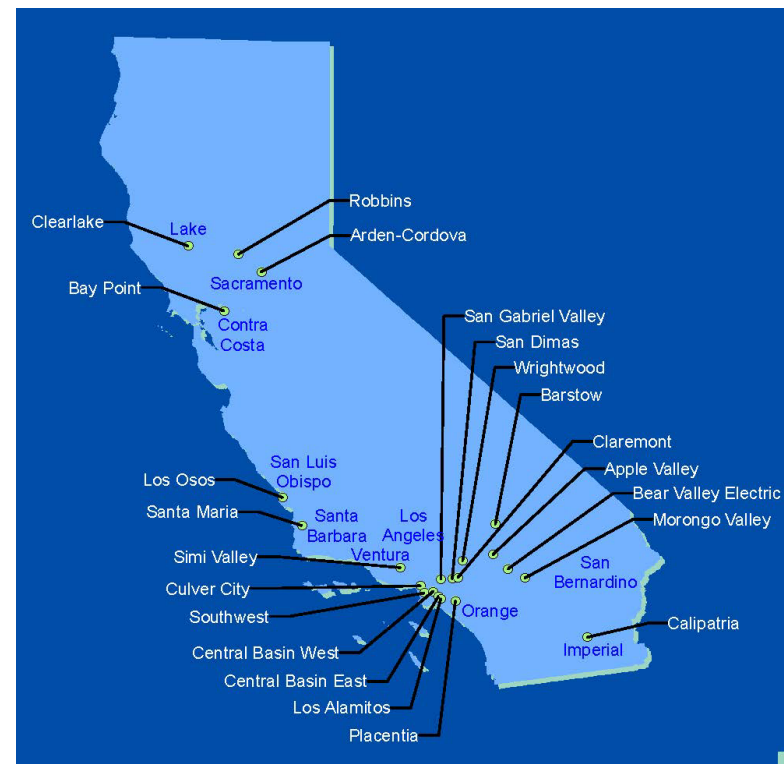 Robbins
Clearlake
Lake
Arden-Cordova
Sacramento
Bay Point
Contra
Costa
San Gabriel Valley
San Dimas
Wrightwood
Barstow
Claremont
San Luis
Obispo
Apple Valley
Los Osos
Bear Valley Electric
Santa Maria
Santa
Barbara
Los
Angeles
Morongo Valley
Simi Valley
Ventura
San
Bernardino
Culver City
Southwest
Orange
Calipatria
Central Basin West
Imperial
Central Basin East
Los Alamitos
Placentia